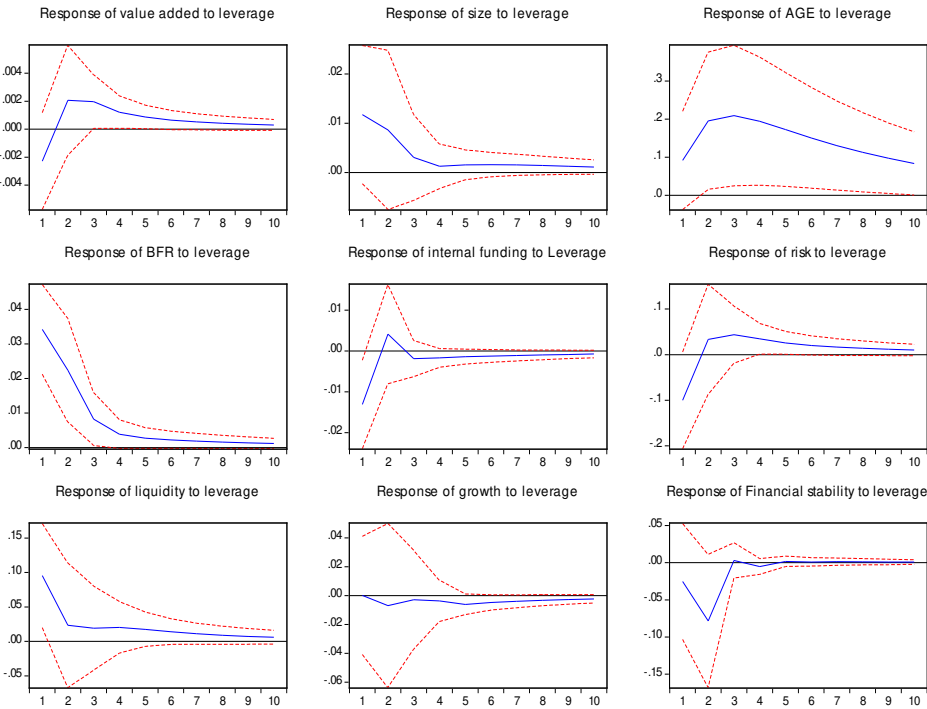 Response of value added to leverage
.004
.002
.000
-.002
-.004
1 2 3 4 5 6 7 8 9 10
Response of size to leverage
.02
.01
.00
1 2 3 4 5 6 7 8 9 10
Response of AGE to leverage
.3
.2
.1
.0
1 2 3 4 5 6 7 8 9 10
Response of BFR to leverage
.04
.03
.02
.01
.00
1 2 3 4 5 6 7 8 9 10
Response of internal funding to Leverage
.01
.00
-.01
-.02
1 2 3 4 5 6 7 8 9 10
Response of risk to leverage
.1
.0
-.1
-.2
1 2 3 4 5 6 7 8 9 10
Response of liquidity to leverage
.15
.10
.05
.00
-.05
1 2 3 4 5 6 7 8 9 10
Response of growth to leverage
.04
.02
.00
-.02
-.04
-.06
1 2 3 4 5 6 7 8 9 10
Response of Financial stability to leverage
.05
.00
-.05
-.10
-.15
1 2 3 4 5 6 7 8 9 10